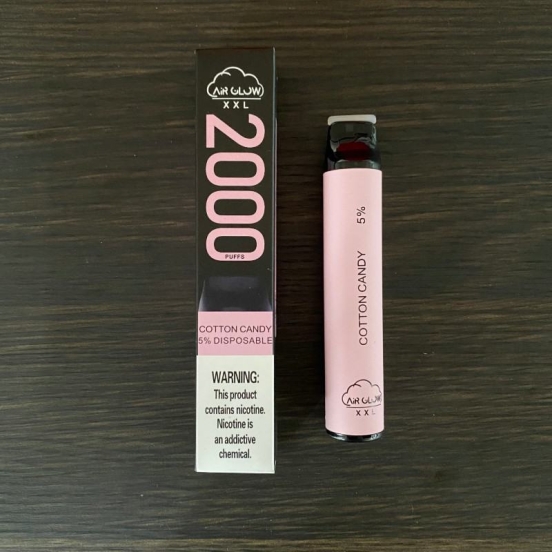 AIR GLOW
XXL
2000
PUFFS
COTTON CANDY
5% DISPOSABLE
WARNING:
This product
contains nicotine.
Nicotine is
an addictive
chemical.
COTTON CANDY 5%
AIR GLOW
XXL